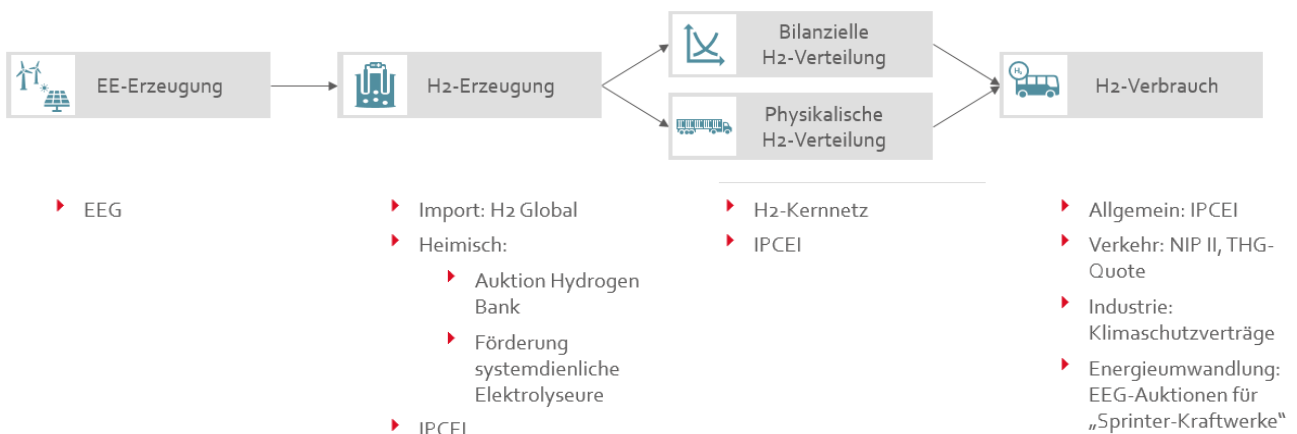 EE-Erzeugung
H2-Erzeugung
Bilanzielle
H2-Verteilung
Physikalische
H2-Verteilung
H₂
H2-Verbrauch
EEG
Import: H2 Global
Heimisch:
Auktion Hydrogen
Bank
Förderung
systemdienliche
Elektrolyseure
IPCEI
H2-Kernnetz
IPCEI
Allgemein: IPCEI
Verkehr: NIP II, THG-
Quote
Industrie:
Klimaschutzverträge
Energieumwandlung:
EEG-Auktionen für
„Sprinter-Kraftwerke“